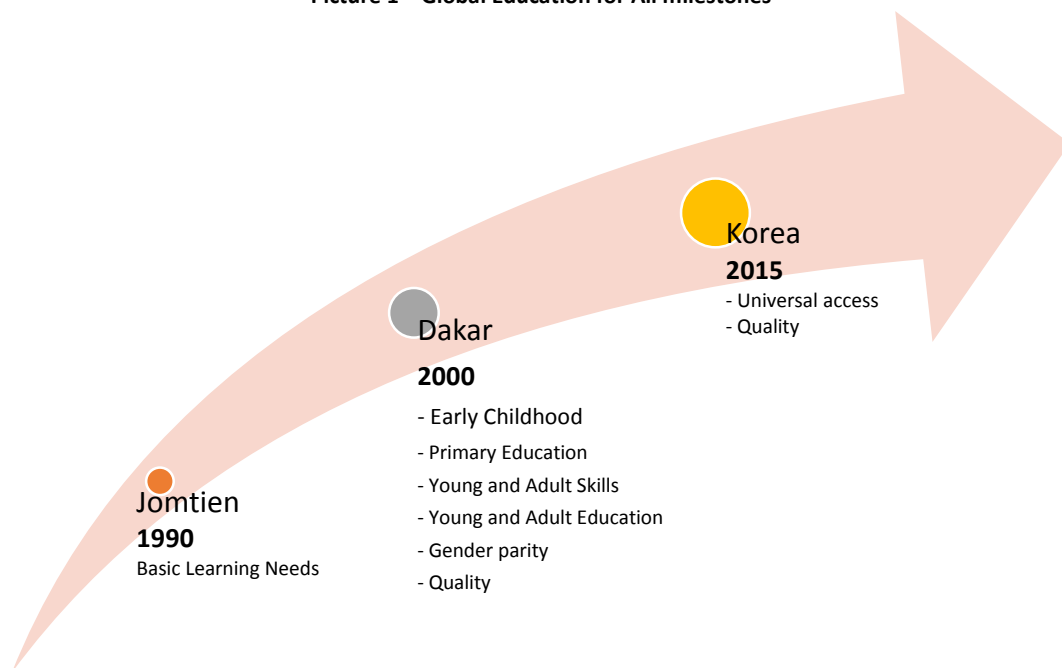 Picture 1 – Global Education for All milestones
Jomtien
1990
Basic Learning Needs
Dakar
2000
- Early Childhood
- Primary Education
- Young and Adult Skills
- Young and Adult Education
- Gender parity
- Quality
Korea
2015
- Universal access
- Quality